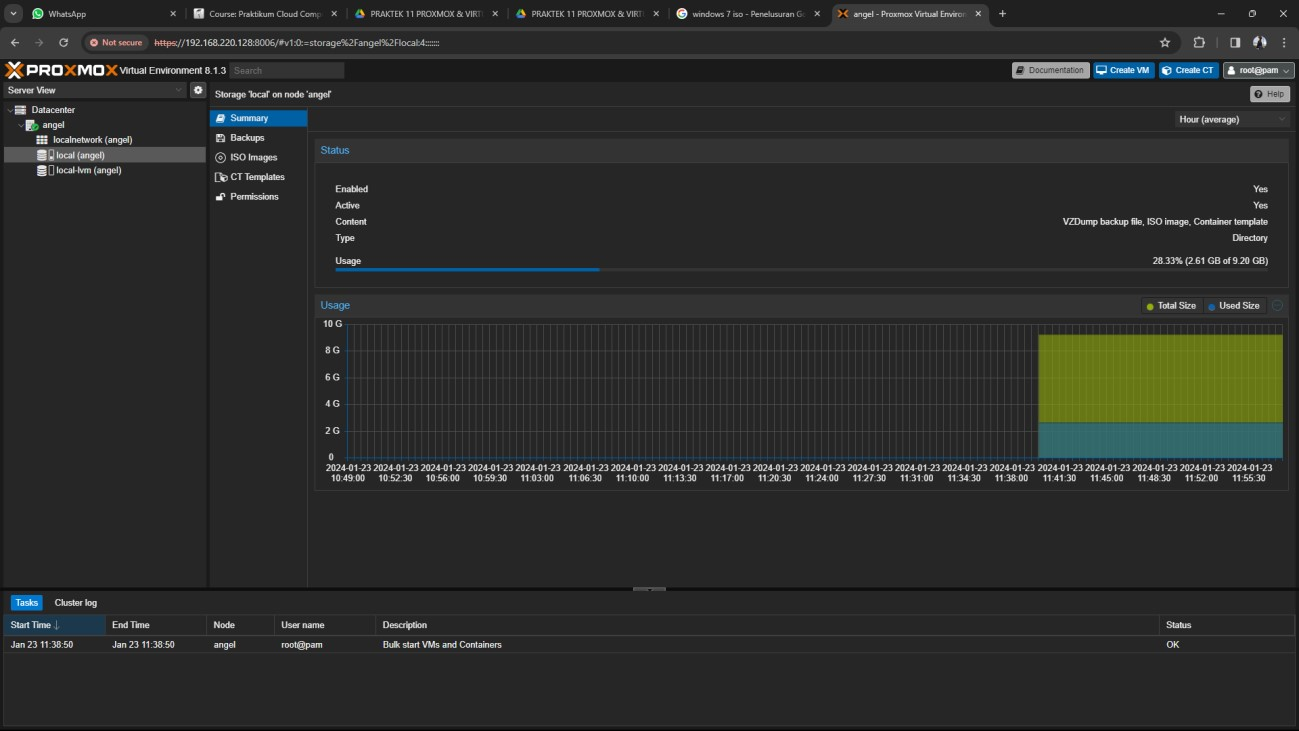 WhatsApp
Course: Praktikum Cloud Comp
PRAKTEK 11 PROXMOX & VIRT
PRAKTEK 11 PROXMOX & VIRT
windows 7 iso - Penelusuran Go
angel - Proxmox Virtual Environ
Not secure https://192.168.220.128:8006/#v1:0:=storage%2Fangel%2Flocal:4:::::::
PROXMOX Virtual Environment 8.1.3 Search
Documentation
Create VM
Create CT
root@pam
Server View
Storage 'local' on node 'angel'
Help
Datacenter
angel
localnetwork (angel)
local (angel)
local-lvm (angel)
Summary
Backups
ISO Images
CT Templates
Permissions
Hour (average)
Status
Enabled Yes
Active Yes
Content VZDump backup file, ISO image, Container template
Type Directory
Usage 28.33% (2.61 GB of 9.20 GB)
Usage
Total Size Used Size
10 G
8 G
6 G
4 G
2 G
0
2024-01-23 2024-01-23 2024-01-23 2024-01-23 2024-01-23 2024-01-23 2024-01-23 2024-01-23 2024-01-23 2024-01-23 2024-01-23 2024-01-23 2024-01-23 2024-01-23 2024-01-23 2024-01-23 2024-01-23 2024-01-23 2024-01-23 2024-01-23
10:49:00 10:52:30 10:56:00 10:59:30 11:03:00 11:06:30 11:10:00 11:13:30 11:17:00 11:20:30 11:24:00 11:27:30 11:31:00 11:34:30 11:38:00 11:41:30 11:45:00 11:48:30 11:52:00 11:55:30
Tasks Cluster log
Start Time End Time Node User name Description Status
Jan 23 11:38:50 Jan 23 11:38:50 angel root@pam Bulk start VMs and Containers OK